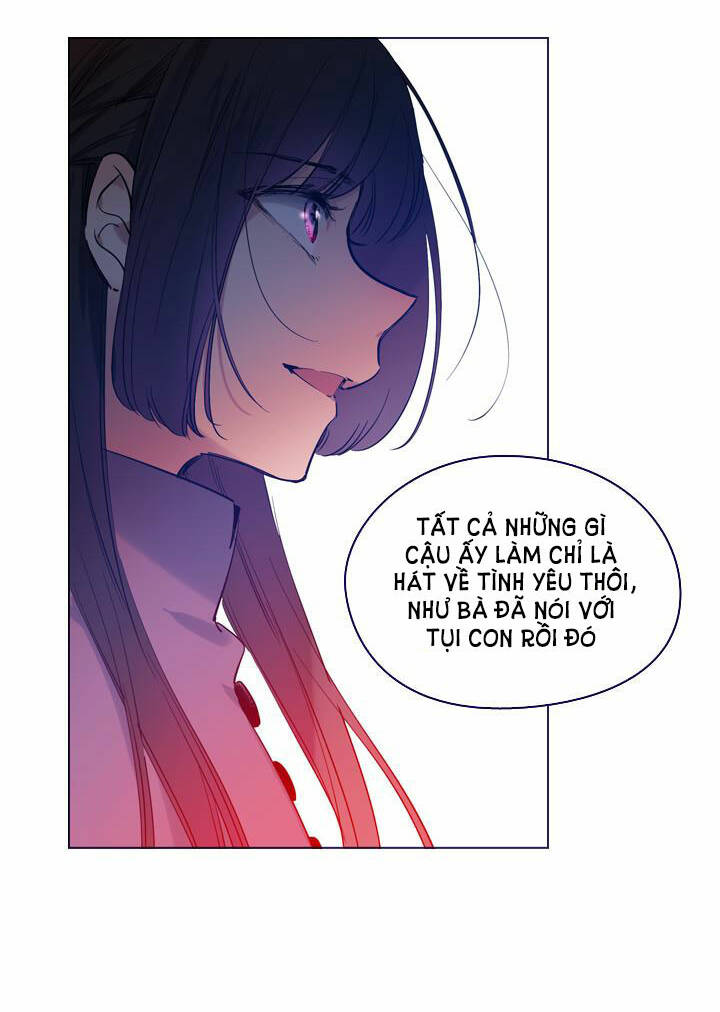 TẤT CẢ NHỮNG GÌ
CẬU ẤY LÀM CHỈ LÀ
HÁT VỀ TÌNH YÊU THÔI,
NHƯ BÀ ĐÃ NÓI VỚI
TỤI CON RỒI ĐÓ